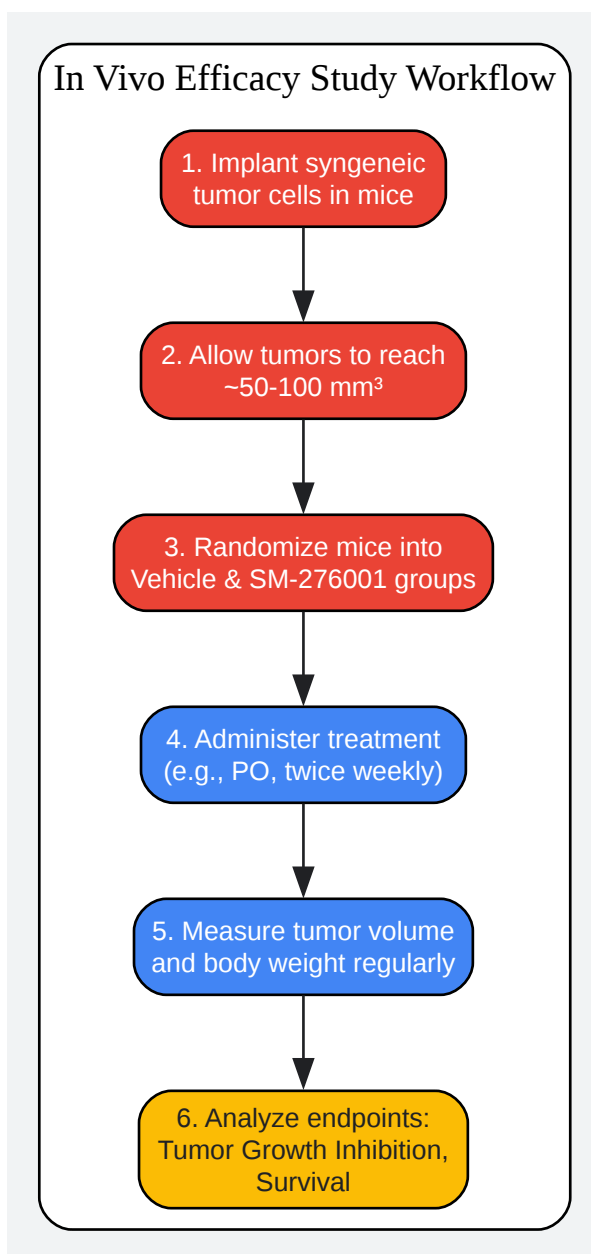 In Vivo Efficacy Study Workflow
1. Implant syngeneic
tumor cells in mice
2. Allow tumors to reach
~50-100 mm³
3. Randomize mice into
Vehicle & SM-276001 groups
4. Administer treatment
(e.g., PO, twice weekly)
5. Measure tumor volume
and body weight regularly
6. Analyze endpoints:
Tumor Growth Inhibition,
Survival